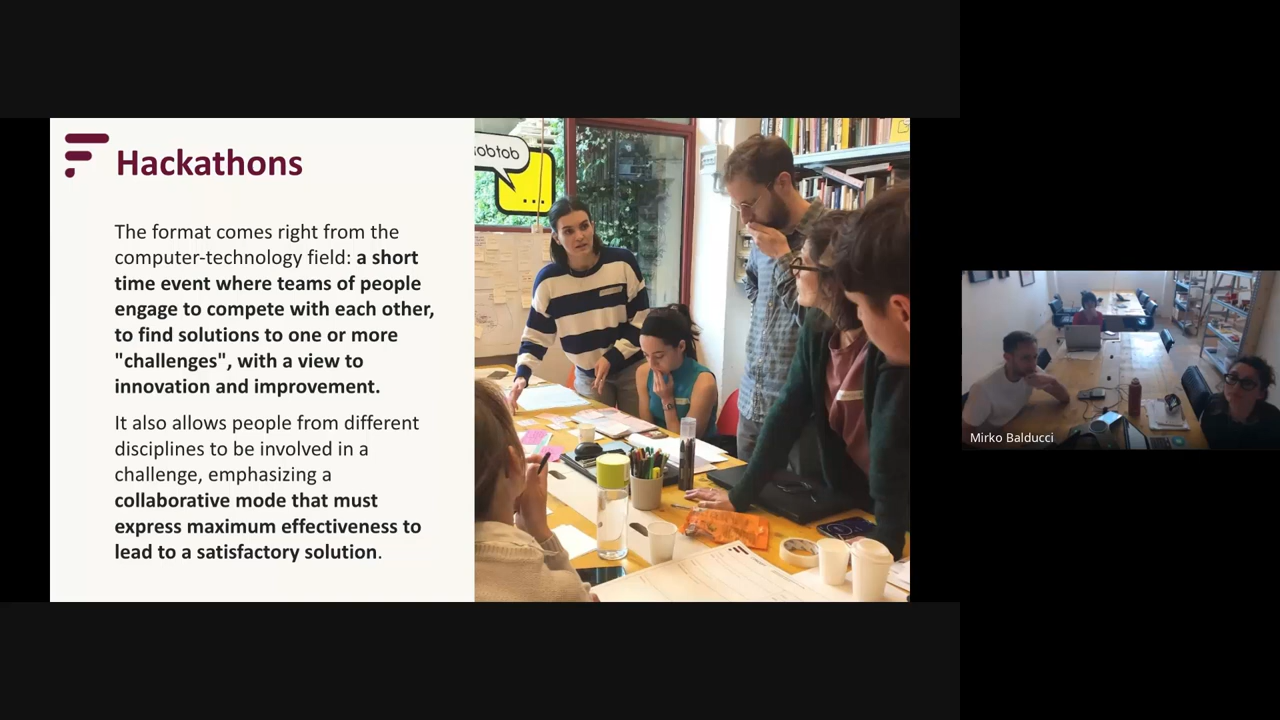 Hackathons
The format comes right from the
computer-technology field: a short
time event where teams of people
engage to compete with each other,
to find solutions to one or more
"challenges", with a view to
innovation and improvement.
It also allows people from different
disciplines to be involved in a
challenge, emphasizing a
collaborative mode that must
express maximum effectiveness to
lead to a satisfactory solution.
obtob
...
Mirko Balducci